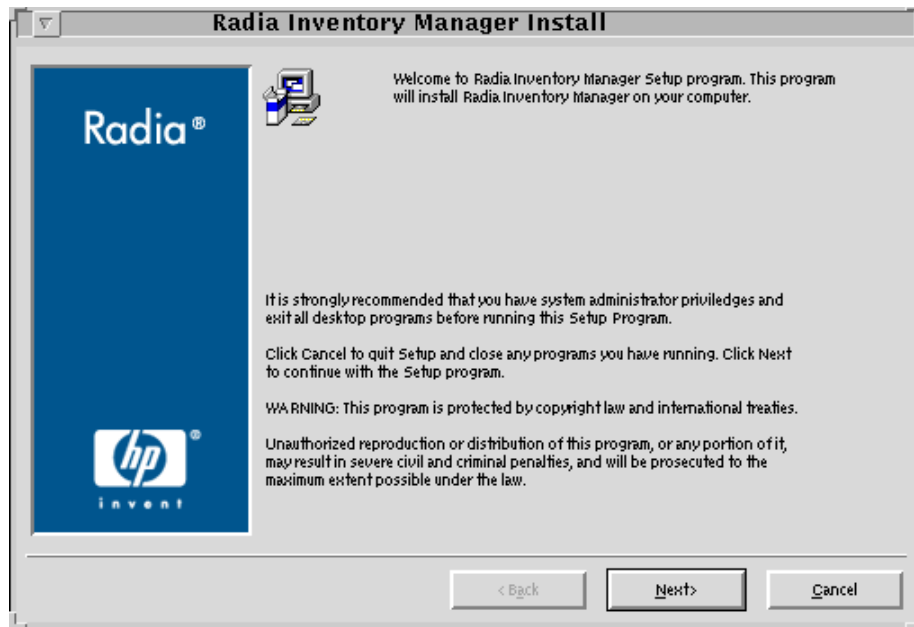 Radia Inventory Manager Install
Radia®
Welcome to Radia Inventory Manager Setup program. This program
will install Radia Inventory Manager on your computer.
It is strongly recommended that you have system administrator priviledges and
exit all desktop programs before running this Setup Program.
Click Cancel to quit Setup and close any programs you have running. Click Next
to continue with the Setup program.
WARNING: This program is protected by copyright law and international treaties.
Unauthorized reproduction or distribution of this program, or any portion of it,
may result in severe civil and criminal penalties, and will be prosecuted to the
maximum extent possible under the law.
hp®
invent
< Back
Next>
Cancel